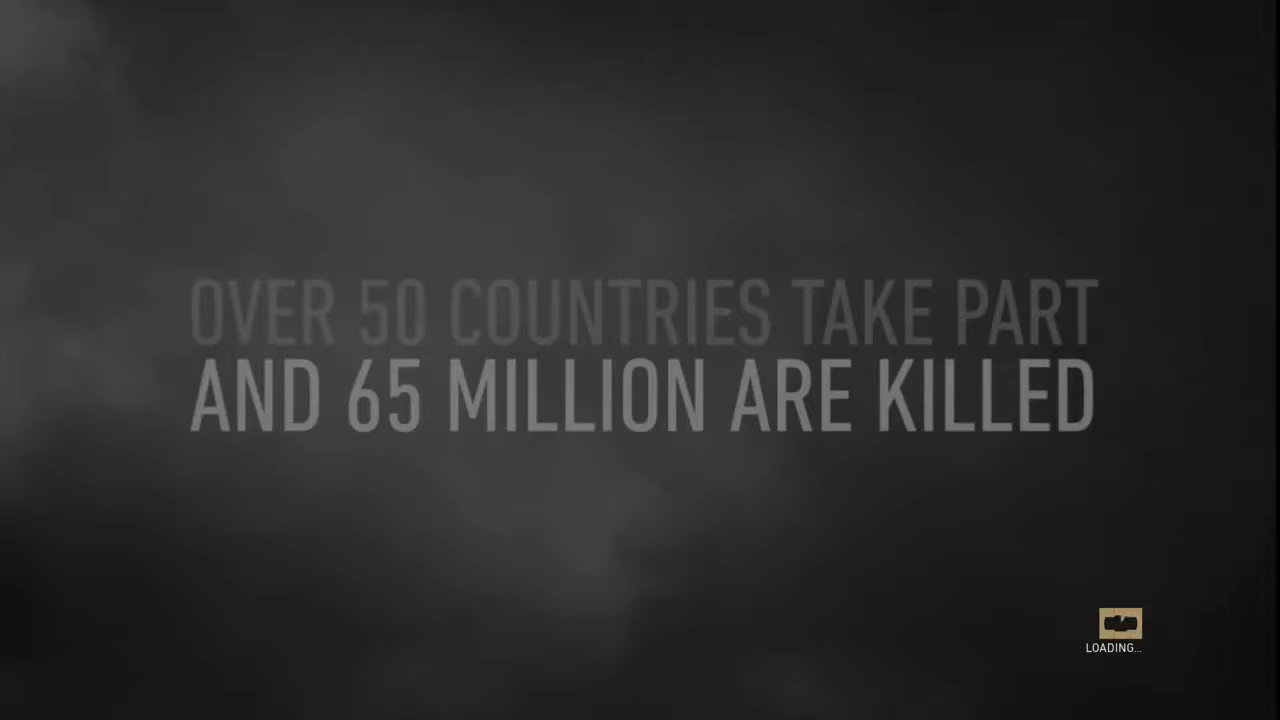 OVER 50 COUNTRIES TAKE PART
AND 65 MILLION ARE KILLED
LOADING...